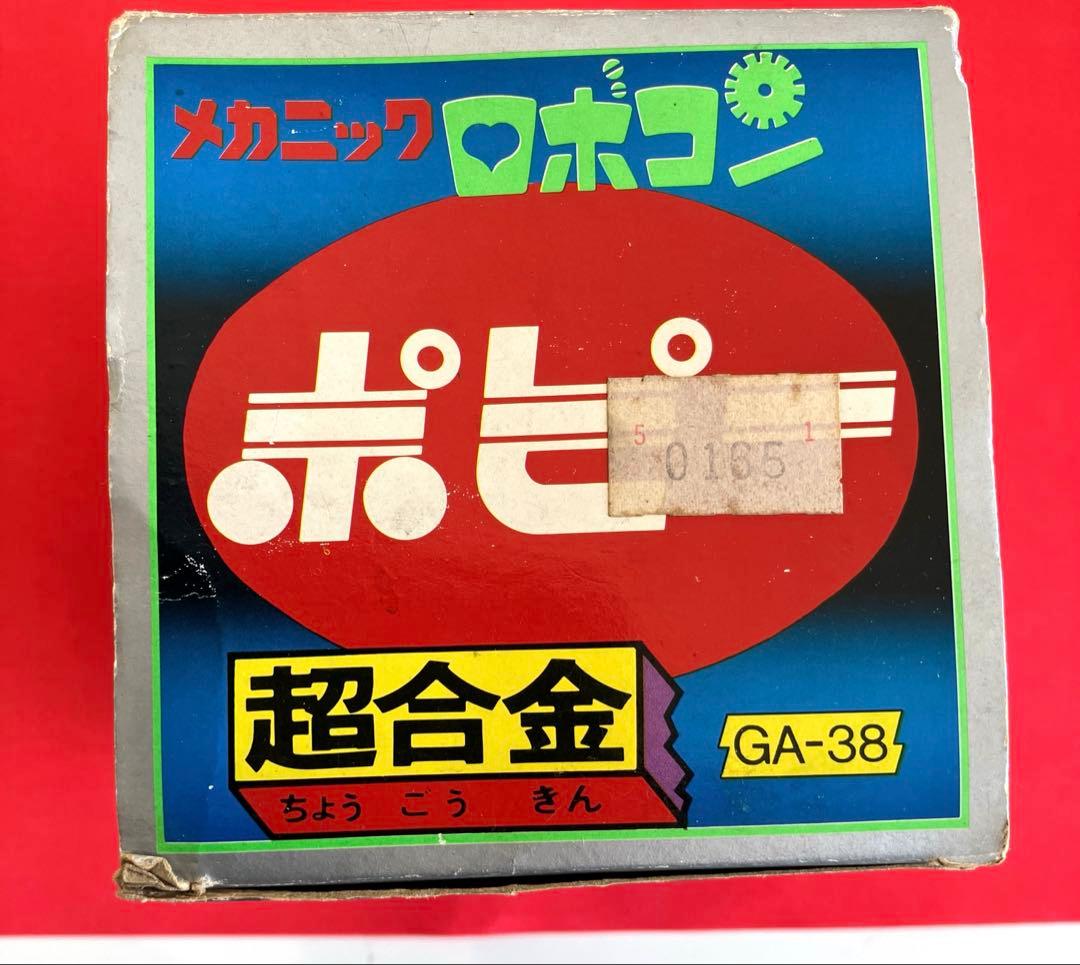 メカニック ロボコン
ポピー
5 1
0165
超合金
ちょう ごう きん
GA-38